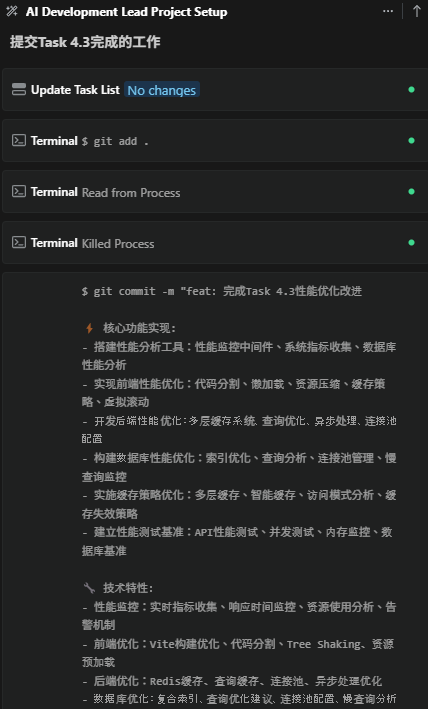 AI Development Lead Project Setup
提交Task 4.3完成的工作
Update Task List No changes
Terminal $ git add .
Terminal Read from Process
Terminal Killed Process
$ git commit -m "feat: 完成Task 4.3性能优化改进
⚡ 核心功能实现:
- 搭建性能分析工具：性能监控中间件、系统指标收集、数据库
性能分析
- 实现前端性能优化：代码分割、懒加载、资源压缩、缓存策
略、虚拟滚动
- 开发后端性能优化：多层缓存系统、查询优化、异步处理、连接池
配置
- 构建数据库性能优化：索引优化、查询分析、连接池管理、慢
查询监控
- 实施缓存策略优化：多层缓存、智能缓存、访问模式分析、缓
存失效策略
- 建立性能测试基准：API性能测试、并发测试、内存监控、数
据库基准
🔧 技术特性:
- 性能监控：实时指标收集、响应时间监控、资源使用分析、告
警机制
- 前端优化：Vite构建优化、代码分割、Tree Shaking、资源
预加载
- 后端优化：Redis缓存、查询缓存、连接池、异步处理优化
- 数据库优化：复合索引、查询优化建议、连接池配置、慢查询分析